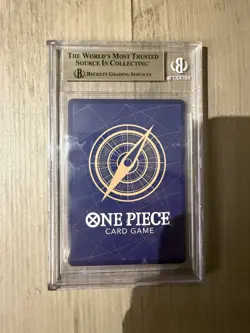 THE WORLD'S MOST TRUSTED
SOURCE IN COLLECTING
BECKETT GRADING SERVICES
ONE PIECE
CARD GAME